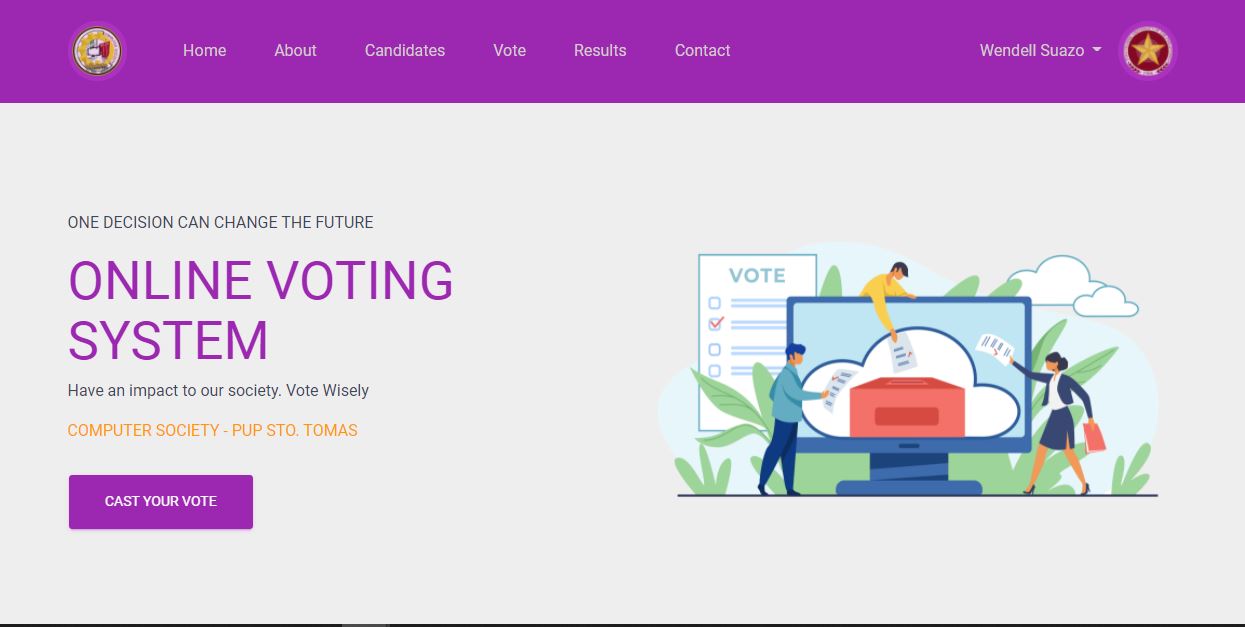 Home
About
Candidates
Vote
Results
Contact
Wendell Suazo
ONE DECISION CAN CHANGE THE FUTURE
ONLINE VOTING
SYSTEM
Have an impact to our society. Vote Wisely
COMPUTER SOCIETY - PUP STO. TOMAS
CAST YOUR VOTE
VOTE